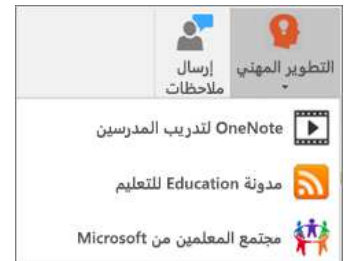 التطوير المهني
إرسال
ملاحظات
OneNote لتدريب المدرسين
مدونة Education للتعليم
مجتمع المعلمين من Microsoft